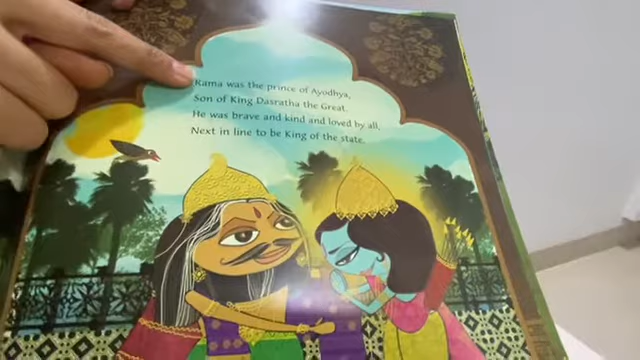 Rama was the prince of Ayodhya,
Son of King Dasratha the Great.
He was brave and kind and loved by all,
Next in line to be King of the state.